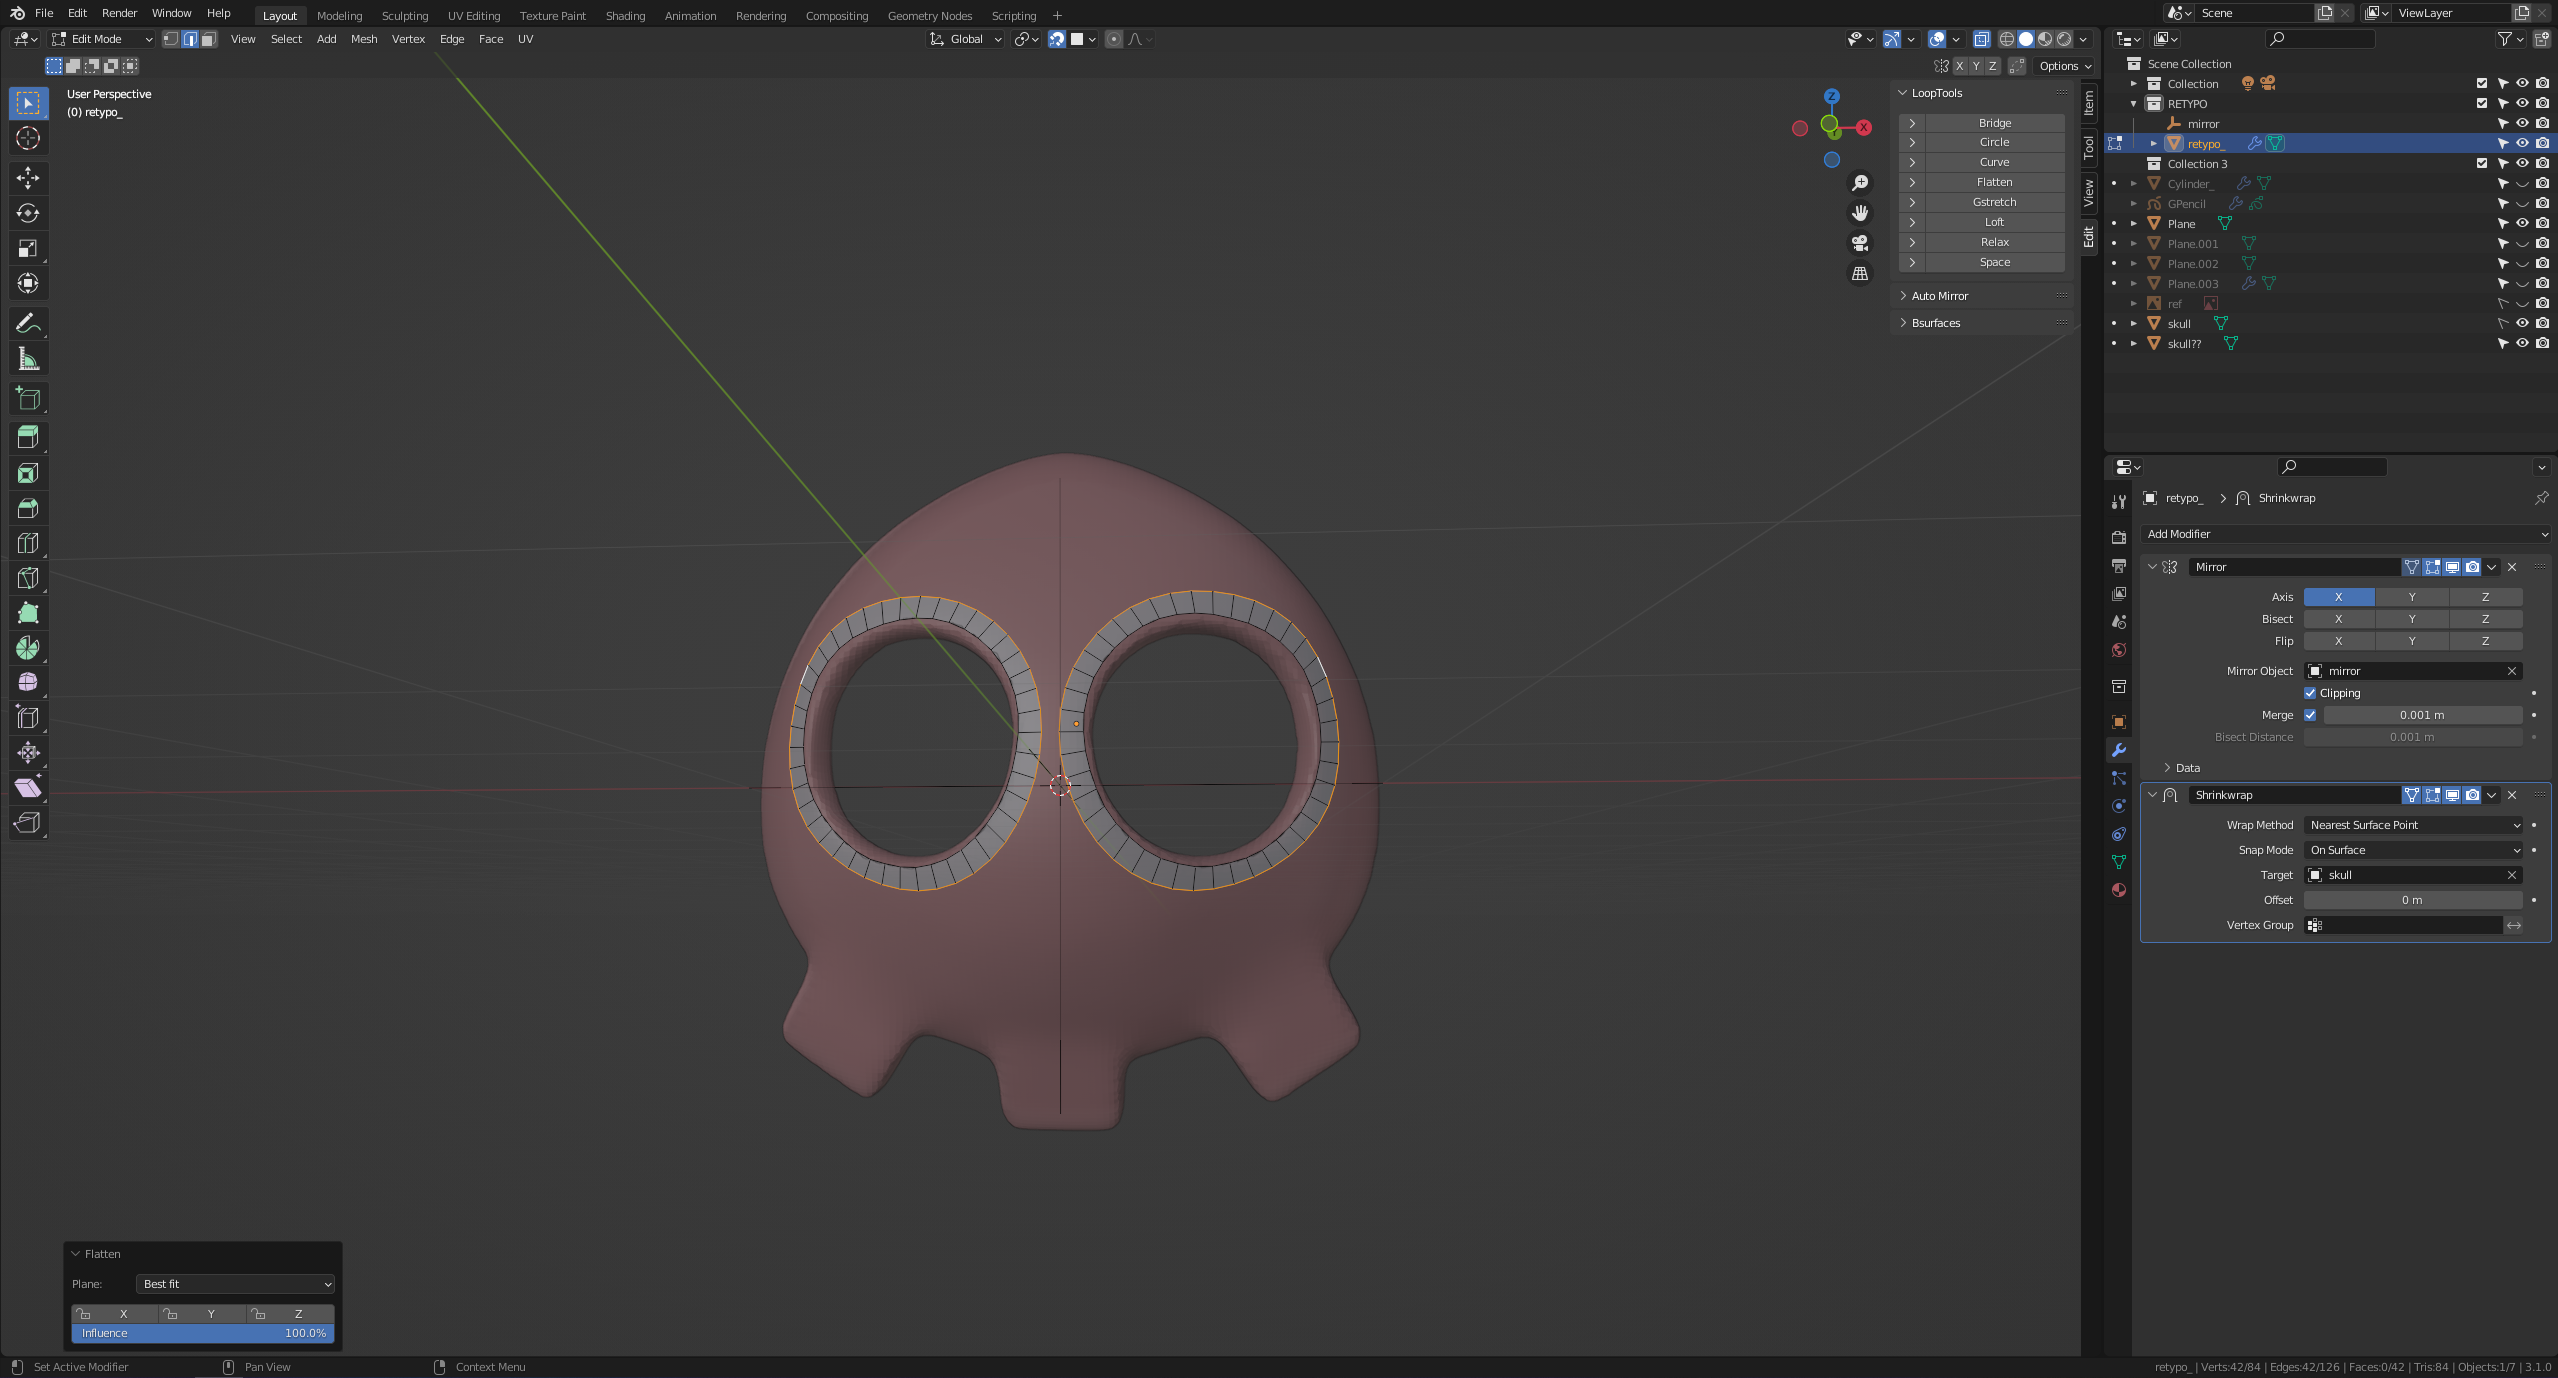 File Edit Render Window Help Layout Modeling Sculpting UV Editing Texture Paint Shading Animation Rendering Compositing Geometry Nodes Scripting + Scene ViewLayer
Edit Mode View Select Add Mesh Vertex Edge Face UV Global
X Y Z Options
User Perspective
(0) retypo_
Z
X
LoopTools
Bridge
Circle
Curve
Flatten
Gstretch
Loft
Relax
Space
Auto Mirror
Bsurfaces
Item
Tool
View
Edit
Scene Collection
Collection
RETYPO
mirror
retypo_
Collection 3
Cylinder_
GPencil
Plane
Plane.001
Plane.002
Plane.003
ref
skull
skull??
retypo_ > Shrinkwrap
Add Modifier
Mirror
Axis X Y Z
Bisect X Y Z
Flip X Y Z
Mirror Object mirror
Clipping
Merge 0.001 m
Bisect Distance 0.001 m
Data
Shrinkwrap
Wrap Method Nearest Surface Point
Snap Mode On Surface
Target skull
Offset 0 m
Vertex Group
Flatten
Plane: Best fit
X Y Z
Influence 100.0%
Set Active Modifier Pan View Context Menu retypo_ | Verts:42/84 | Edges:42/126 | Faces:0/42 | Tris:84 | Objects:1/7 | 3.1.0